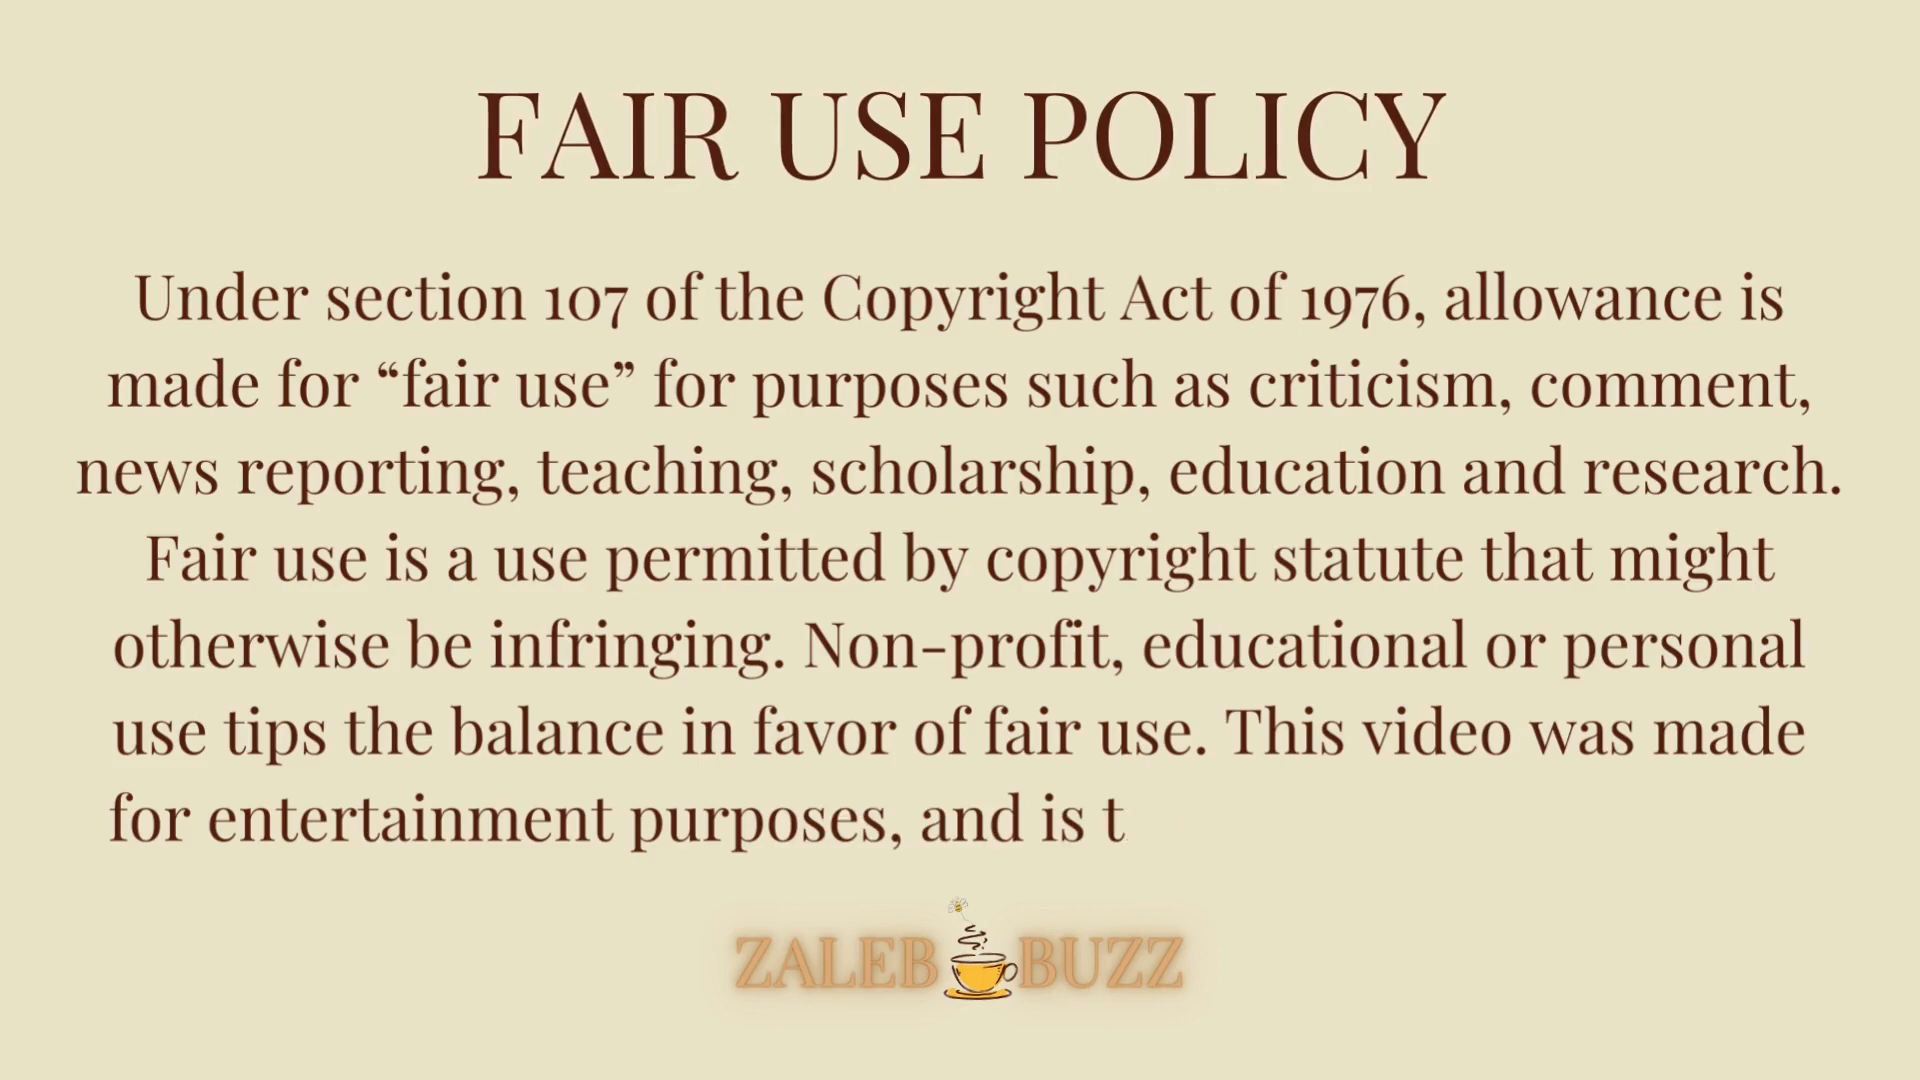 FAIR USE POLICY
Under section 107 of the Copyright Act of 1976, allowance is
made for “fair use” for purposes such as criticism, comment,
news reporting, teaching, scholarship, education and research.
Fair use is a use permitted by copyright statute that might
otherwise be infringing. Non-profit, educational or personal
use tips the balance in favor of fair use. This video was made
for entertainment purposes, and is t
ZALEB BUZZ